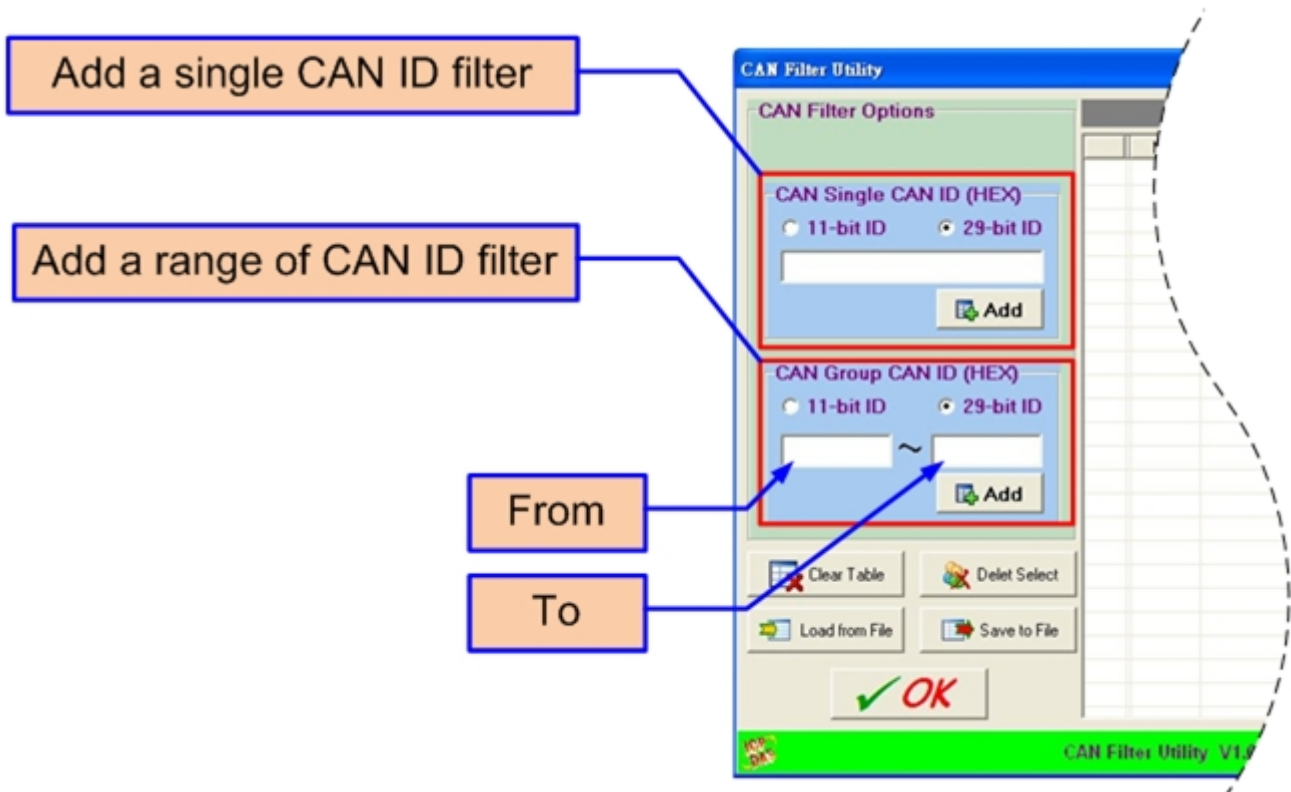 Add a single CAN ID filter
Add a range of CAN ID filter
From
To
CAN Filter Utility
CAN Filter Options
CAN Single CAN ID (HEX)
11-bit ID 29-bit ID
Add
CAN Group CAN ID (HEX)
11-bit ID 29-bit ID
~
Add
Clear Table Delet Select
Load from File Save to File
OK
ICP DAS
CAN Filter Utility V1.